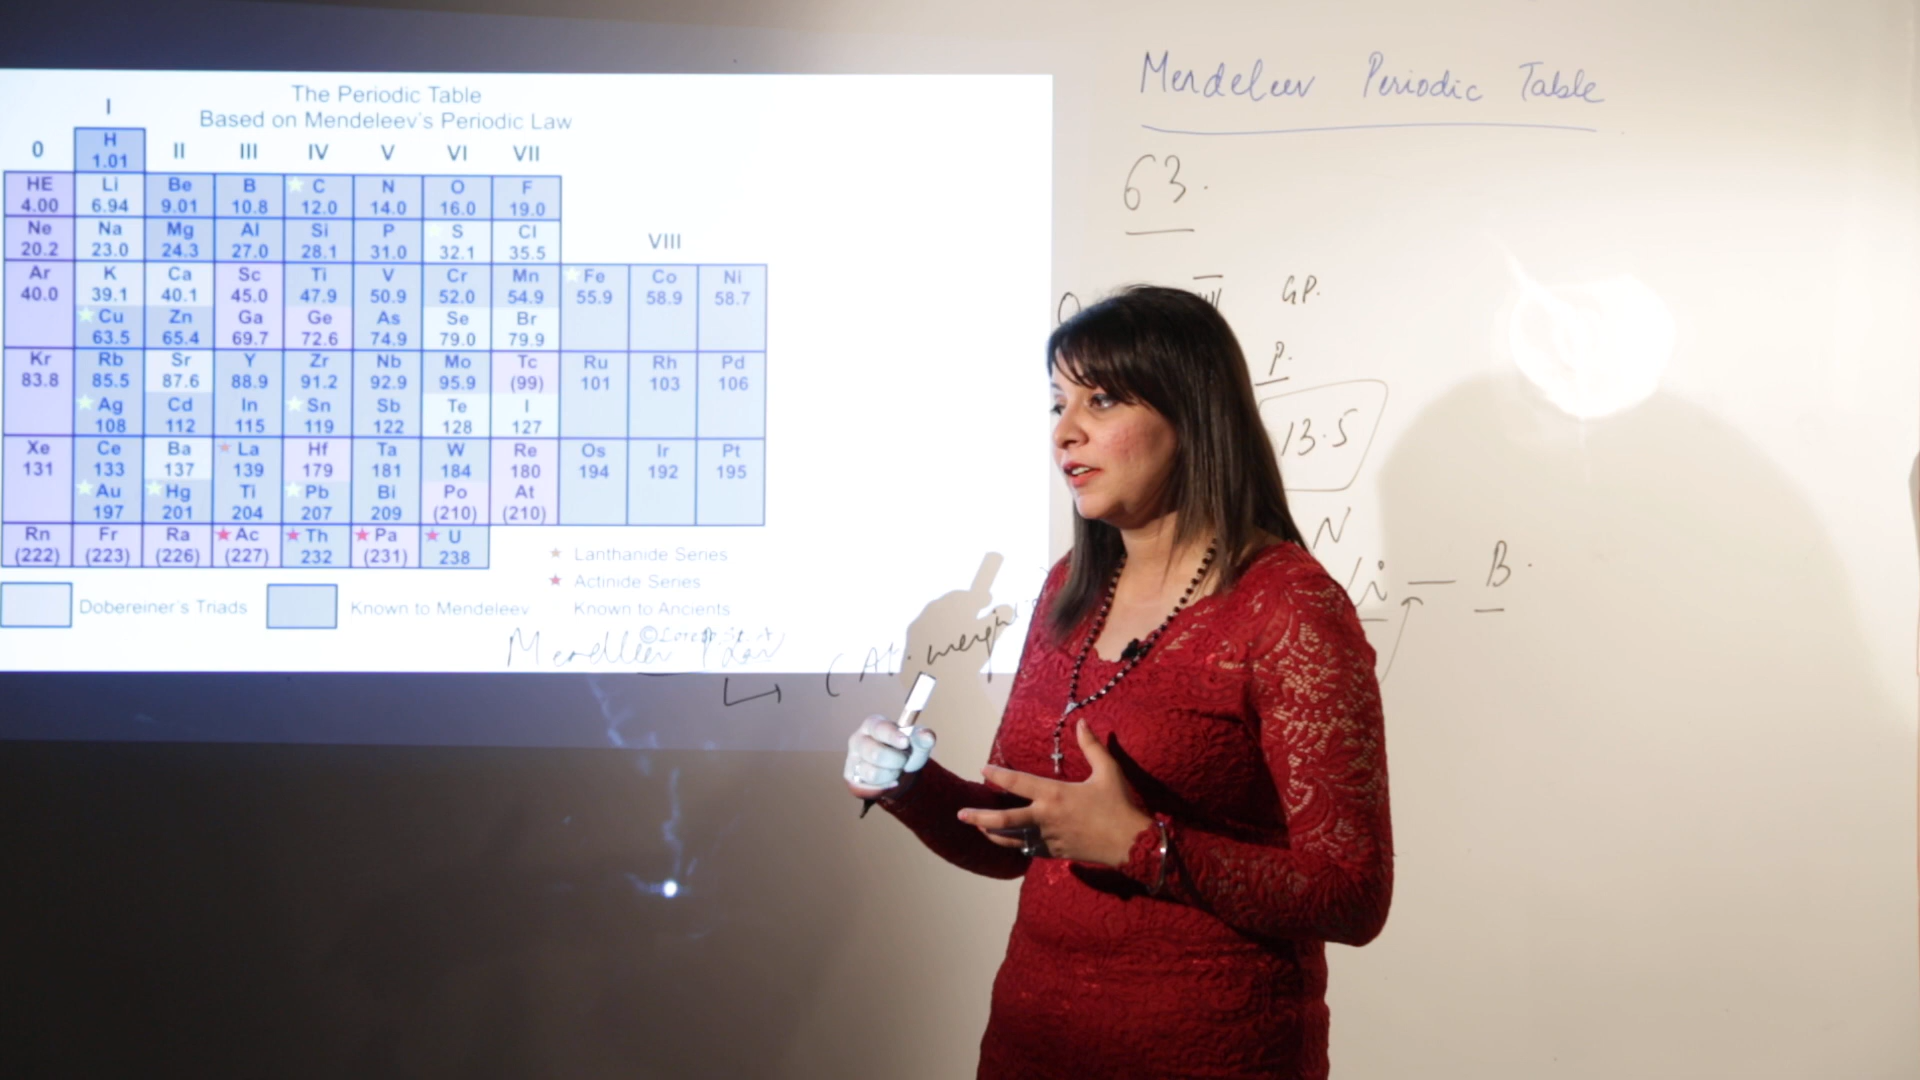 The Periodic Table
Based on Mendeleev's Periodic Law
0 I II III IV V VI VII VIII
H
1.01
HE Li Be B C N O F
4.00 6.94 9.01 10.8 12.0 14.0 16.0 19.0
Ne Na Mg Al Si P S Cl
20.2 23.0 24.3 27.0 28.1 31.0 32.1 35.5
Ar K Ca Sc Ti V Cr Mn Fe Co Ni
40.0 39.1 40.1 45.0 47.9 50.9 52.0 54.9 55.9 58.9 58.7
Cu Zn Ga Ge As Se Br
63.5 65.4 69.7 72.6 74.9 79.0 79.9
Kr Rb Sr Y Zr Nb Mo Tc Ru Rh Pd
83.8 85.5 87.6 88.9 91.2 92.9 95.9 (99) 101 103 106
Ag Cd In Sn Sb Te I
108 112 115 119 122 128 127
Xe Ce Ba La Hf Ta W Re Os Ir Pt
131 133 137 139 179 181 184 180 194 192 195
Au Hg Ti Pb Bi Po At
197 201 204 207 209 (210) (210)
Rn Fr Ra Ac Th Pa U
(222) (223) (226) (227) 232 (231) 238
Lanthanide Series
Actinide Series
Dobereiner's Triads Known to Mendeleev Known to Ancients
(At. weight
Mendeleev Periodic Table
63.
GP.
P.
13.5
N
B.